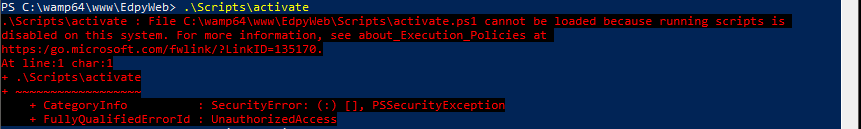 PS C:\wamp64\www\EdpyWeb> .\Scripts\activate
.\Scripts\activate : File C:\wamp64\www\EdpyWeb\Scripts\activate.ps1 cannot be loaded because running scripts is
disabled on this system. For more information, see about_Execution_Policies at
https:/go.microsoft.com/fwlink/?LinkID=135170.
At line:1 char:1
+ .\Scripts\activate
+ ~~~~~~~~~~~~~~~~~~
    + CategoryInfo          : SecurityError: (:) [], PSSecurityException
    + FullyQualifiedErrorId : UnauthorizedAccess